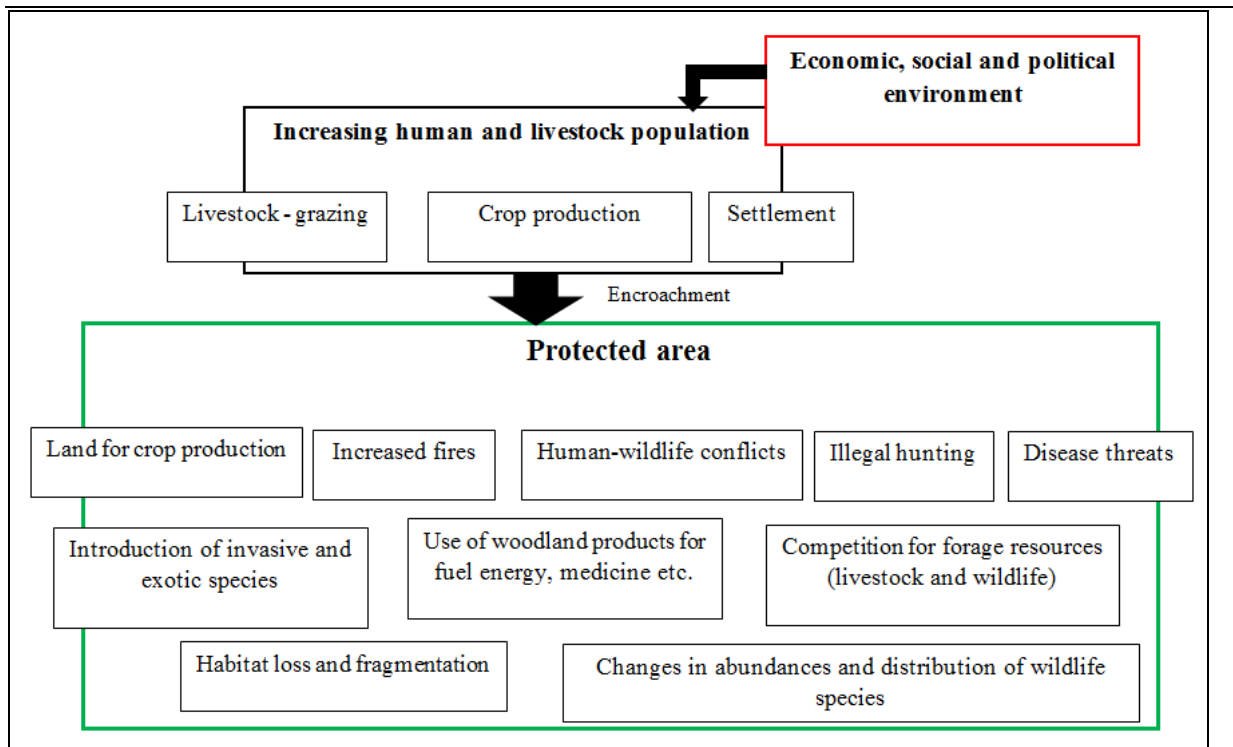 Economic, social and political
environment
Increasing human and livestock population
Livestock - grazing
Crop production
Settlement
Encroachment
Protected area
Land for crop production
Increased fires
Human-wildlife conflicts
Illegal hunting
Disease threats
Introduction of invasive and
exotic species
Use of woodland products for
fuel energy, medicine etc.
Competition for forage resources
(livestock and wildlife)
Habitat loss and fragmentation
Changes in abundances and distribution of wildlife
species